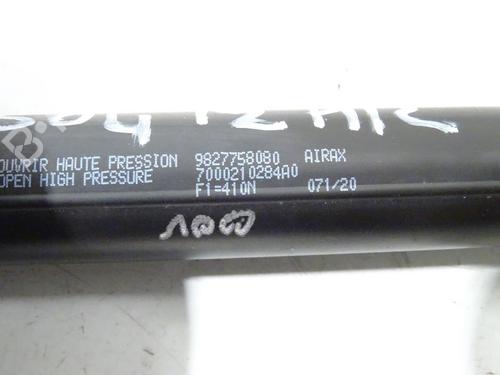 OUVRIR HAUTE PRESSION 9827758080 AIRAX
OPEN HIGH PRESSURE 7000210284A0 071/20
F1=410N